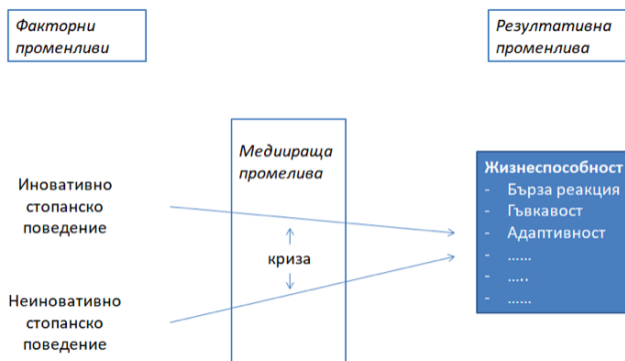 Факторни
променливи
Резултативна
променлива
Медиираща
промелива
Иновативно
стопанско
поведение
криза
Неиновативно
стопанско
поведение
Жизнеспособност
- Бърза реакция
- Гъвкавост
- Адаптивност
- ……
- …..
- ……